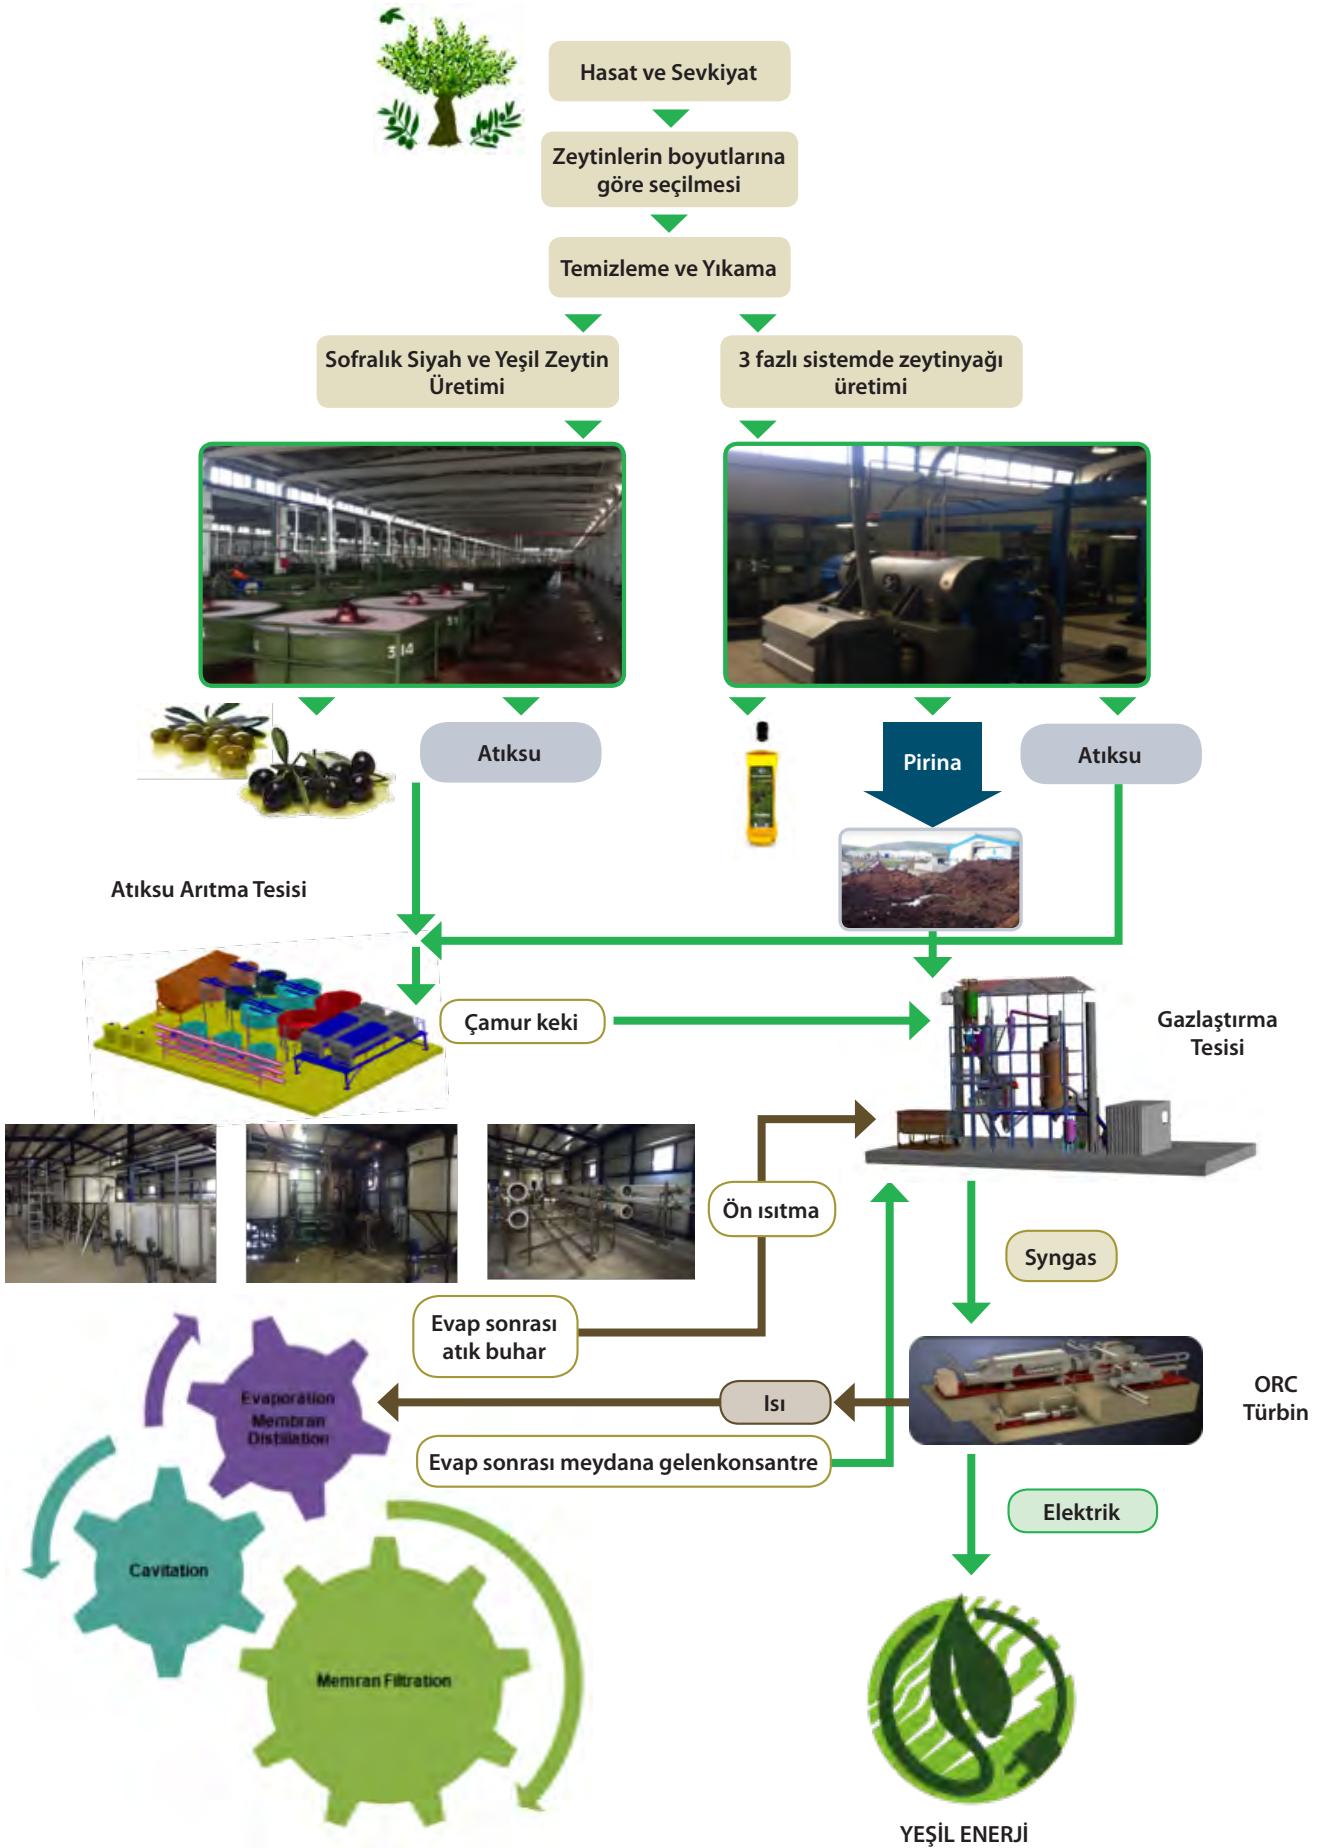 Hasat ve Sevkiyat
Zeytinlerin boyutlarına
göre seçilmesi
Temizleme ve Yıkama
Sofralık Siyah ve Yeşil Zeytin
Üretimi
3 fazlı sistemde zeytinyağı
üretimi
314
51
Atıksu
Pirina
Atıksu
Atıksu Arıtma Tesisi
Çamur keki
Gazlaştırma
Tesisi
Ön ısıtma
Syngas
Evap sonrası
atık buhar
Evaporation
Membran
Distillation
Isı
ORC
Türbin
Evap sonrası meydana gelenkonsantre
Elektrik
Cavitation
Memran Filtration
YEŞİL ENERJİ